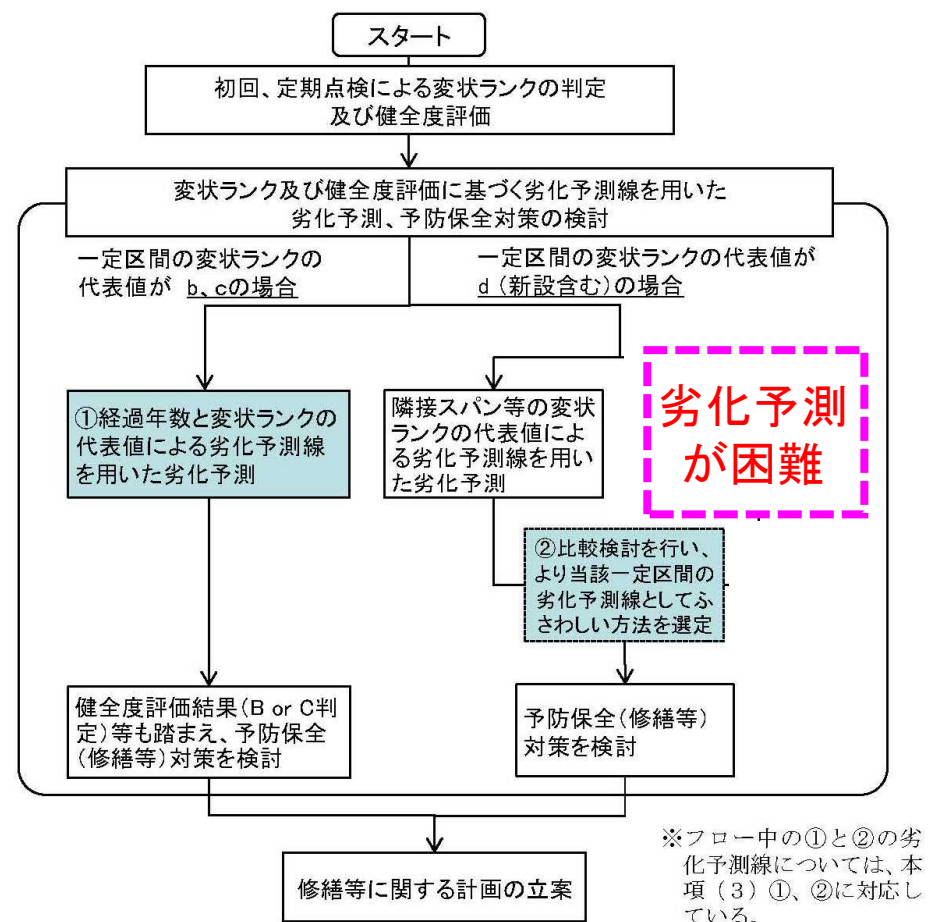 スタート
初回、定期点検による変状ランクの判定
及び健全度評価
変状ランク及び健全度評価に基づく劣化予測線を用いた
劣化予測、予防保全対策の検討
一定区間の変状ランクの
代表値が b、cの場合
一定区間の変状ランクの代表値が
d（新設含む）の場合
①経過年数と変状ランクの
代表値による劣化予測線
を用いた劣化予測
隣接スパン等の変状
ランクの代表値によ
る劣化予測線を用い
た劣化予測
劣化予測
が困難
②比較検討を行い、
より当該一定区間の
劣化予測線としてふ
さわしい方法を選定
健全度評価結果（B or C判
定）等も踏まえ、予防保全
（修繕等）対策を検討
予防保全（修繕等）
対策を検討
修繕等に関する計画の立案
※フロー中の①と②の劣
化予測線については、本
項（3）①、②に対応し
ている。